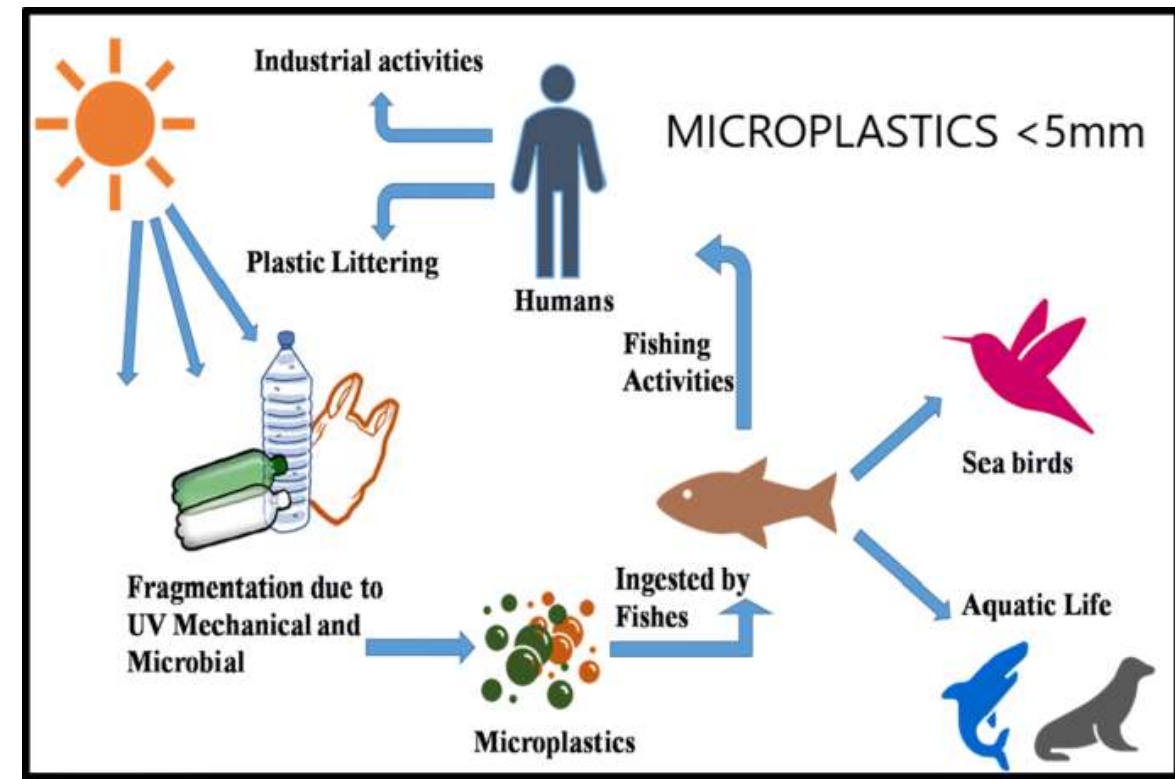 Industrial activities
MICROPLASTICS <5mm
Plastic Littering
Humans
Fishing
Activities
Sea birds
Fragmentation due to
UV Mechanical and
Microbial
Ingested by
Fishes
Aquatic Life
Microplastics